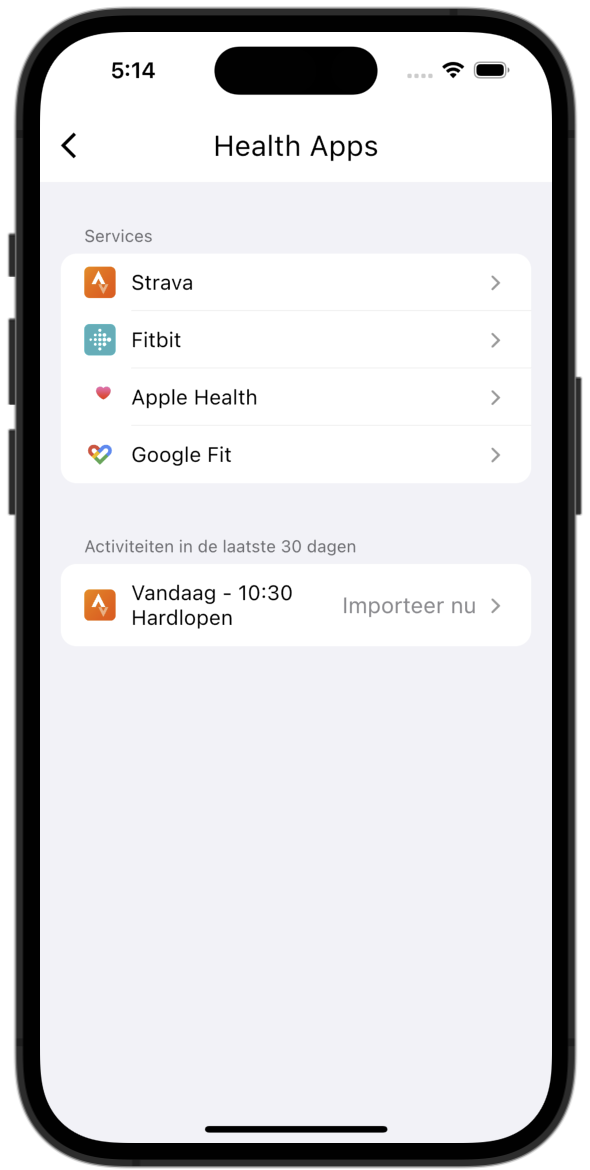 5:14
Health Apps
Services
Strava
Fitbit
Apple Health
Google Fit
Activiteiten in de laatste 30 dagen
Vandaag - 10:30
Hardlopen
Importeer nu